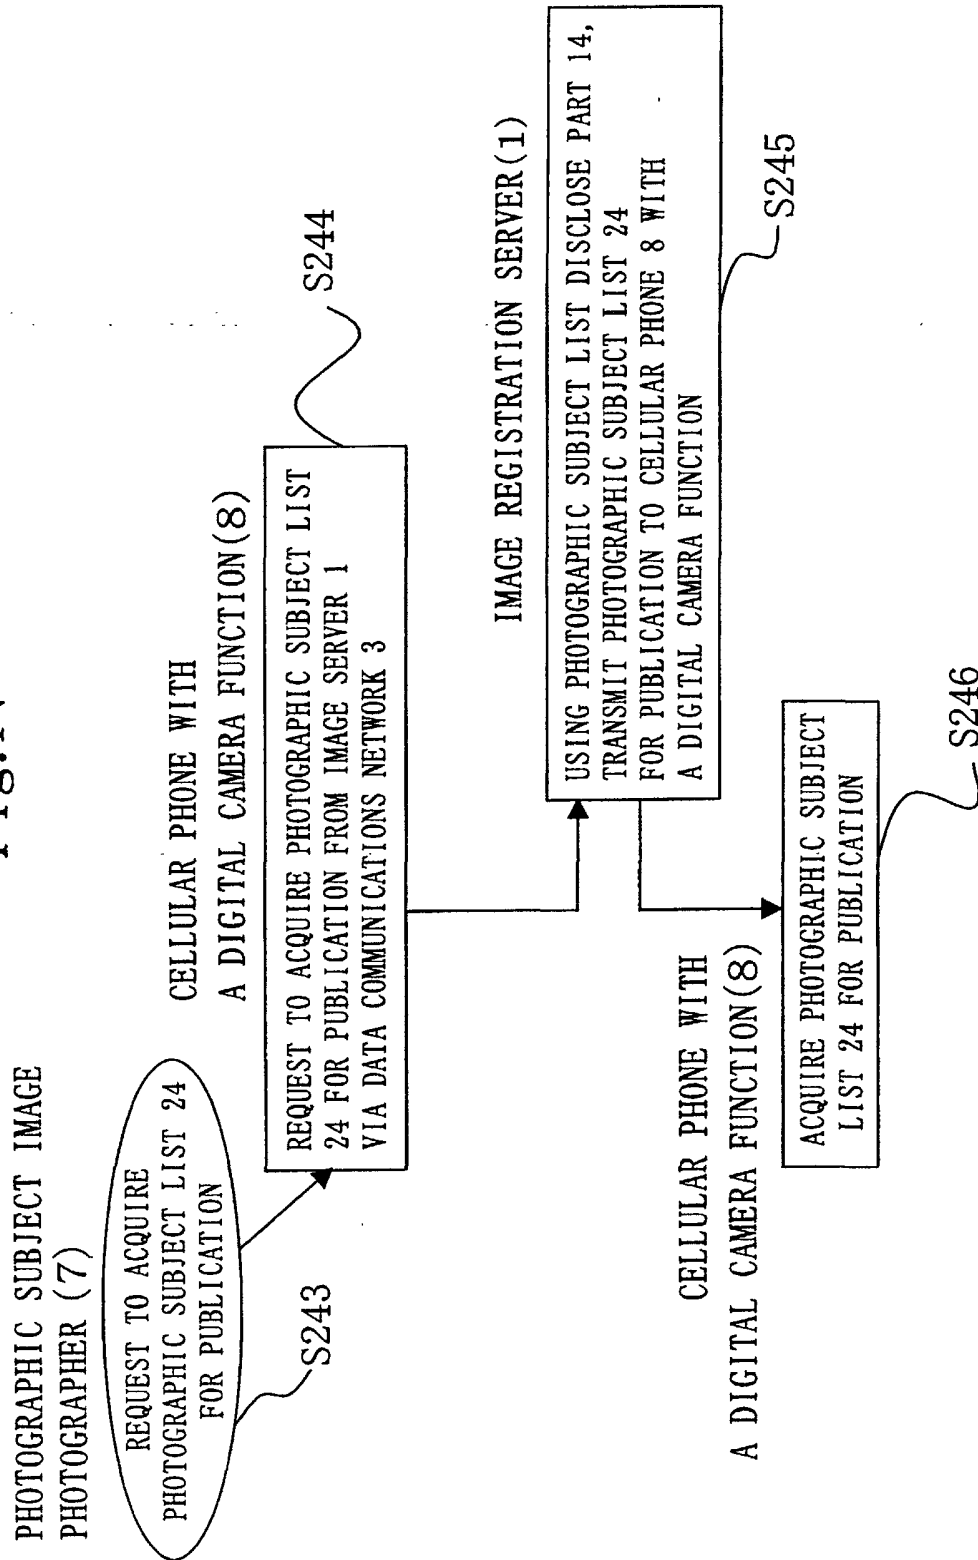 PHOTOGRAPHIC SUBJECT IMAGE
PHOTOGRAPHER (7)
REQUEST TO ACQUIRE
PHOTOGRAPHIC SUBJECT LIST 24
FOR PUBLICATION
S243
CELLULAR PHONE WITH
A DIGITAL CAMERA FUNCTION(8)
REQUEST TO ACQUIRE PHOTOGRAPHIC SUBJECT LIST
24 FOR PUBLICATION FROM IMAGE SERVER 1
VIA DATA COMMUNICATIONS NETWORK 3
S244
IMAGE REGISTRATION SERVER(1)
USING PHOTOGRAPHIC SUBJECT LIST DISCLOSE PART 14,
TRANSMIT PHOTOGRAPHIC SUBJECT LIST 24
FOR PUBLICATION TO CELLULAR PHONE 8 WITH
A DIGITAL CAMERA FUNCTION
S245
CELLULAR PHONE WITH
A DIGITAL CAMERA FUNCTION(8)
ACQUIRE PHOTOGRAPHIC SUBJECT
LIST 24 FOR PUBLICATION
S246